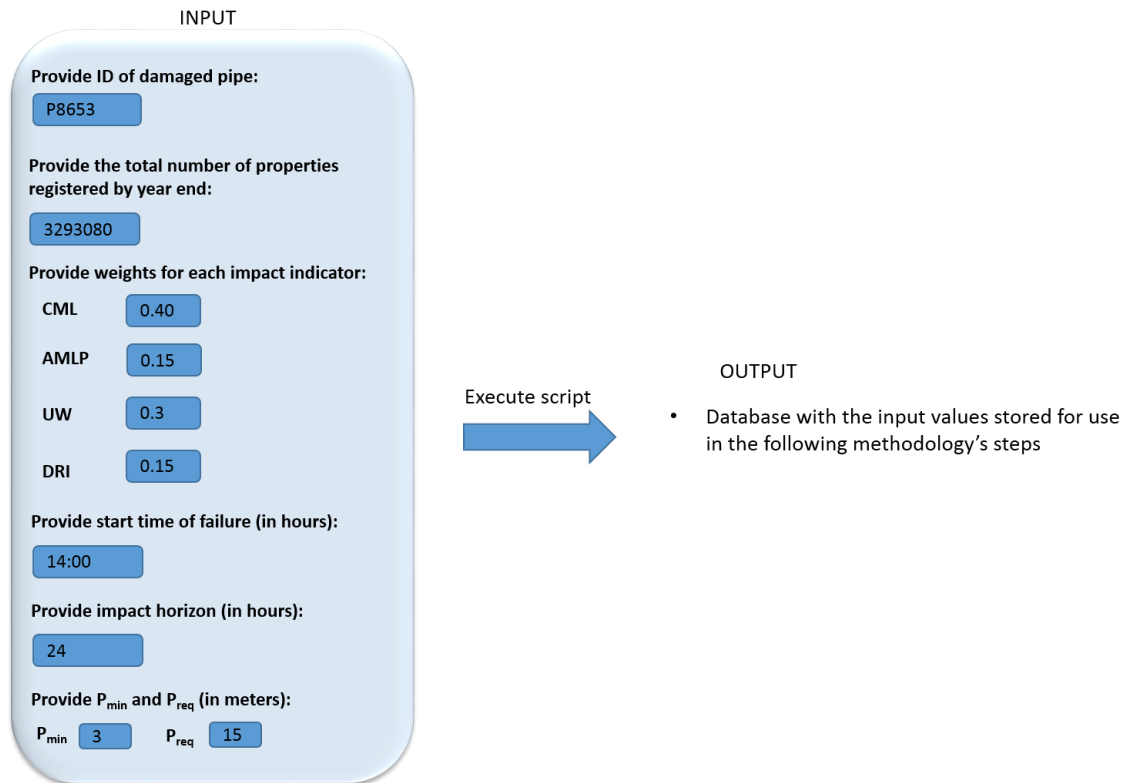 INPUT
Provide ID of damaged pipe:
P8653
Provide the total number of properties
registered by year end:
3293080
Provide weights for each impact indicator:
CML 0.40
AMLP 0.15
UW 0.3
DRI 0.15
Provide start time of failure (in hours):
14:00
Provide impact horizon (in hours):
24
Provide Pmin and Preq (in meters):
Pmin 3 Preq 15
Execute script
OUTPUT
• Database with the input values stored for use
in the following methodology’s steps